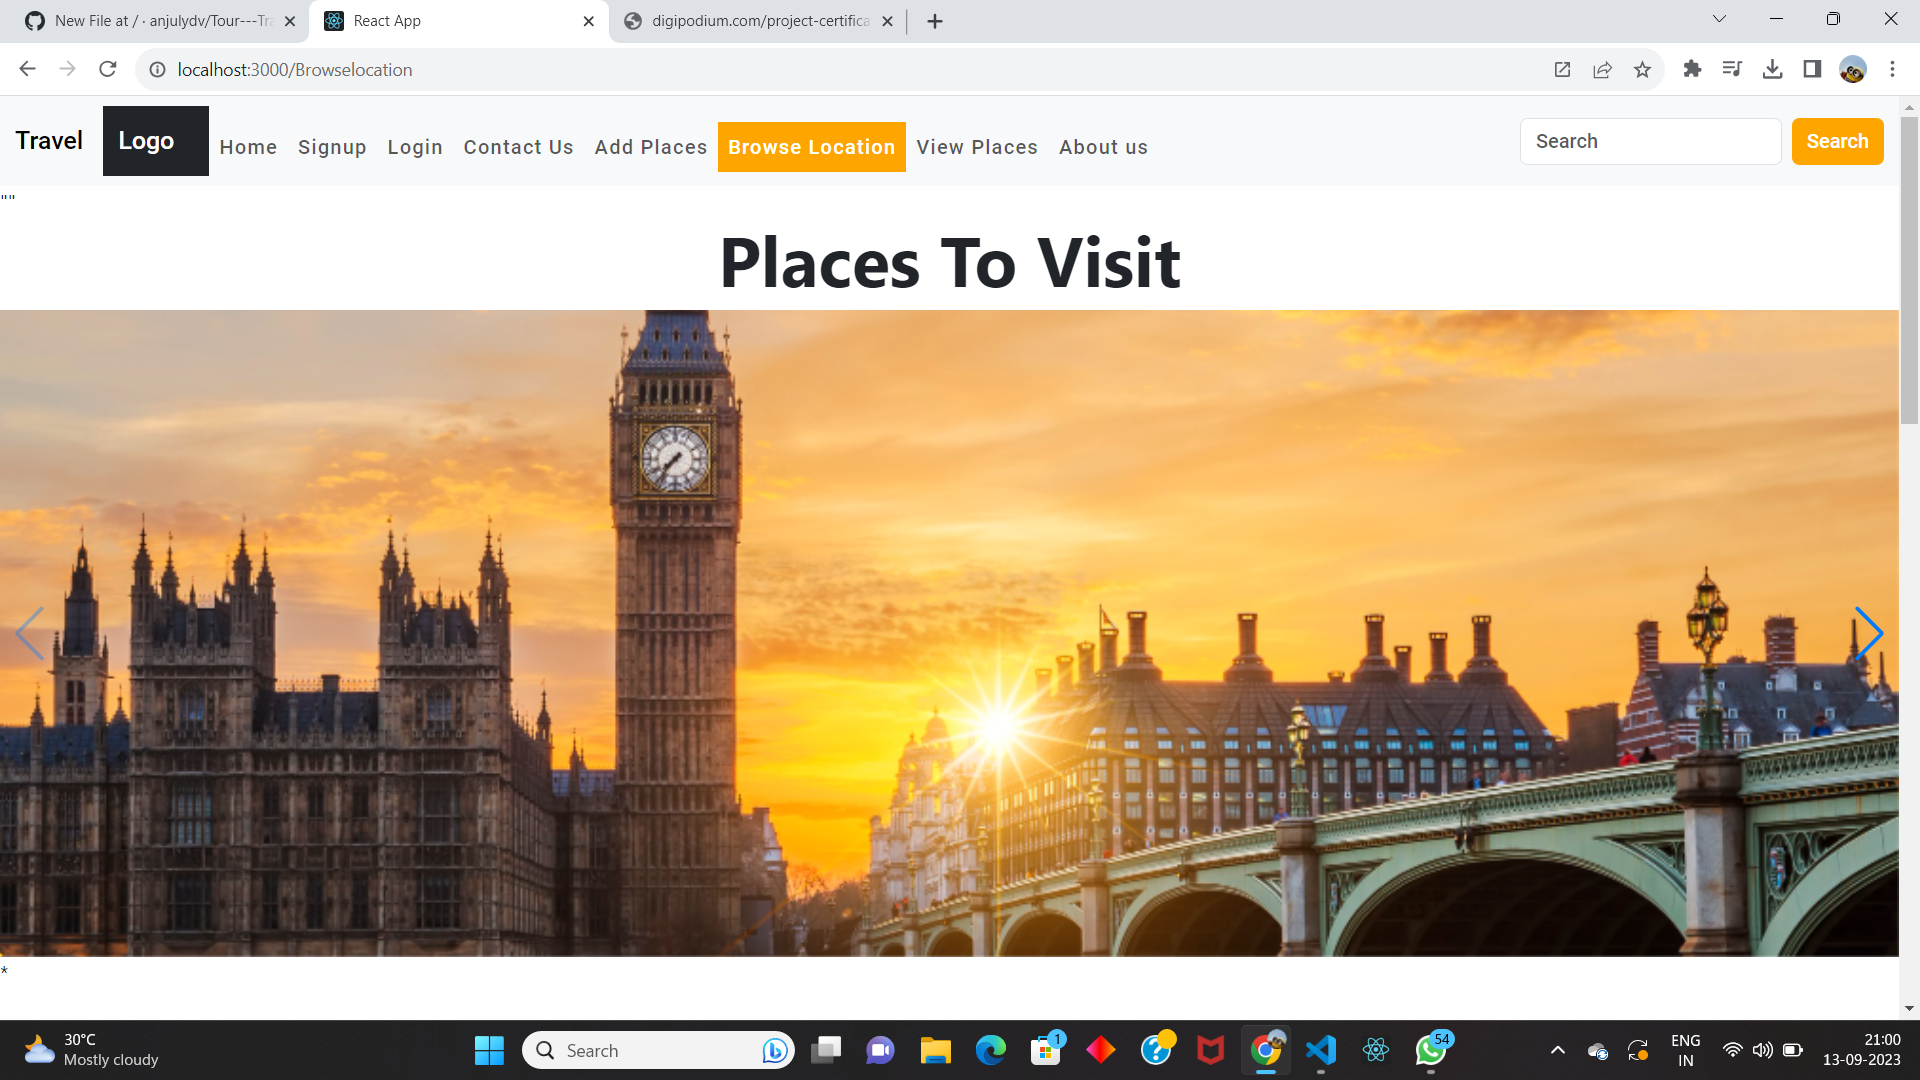 New File at / · anjulydv/Tour---Tra
React App
digipodium.com/project-certifica
localhost:3000/Browselocation
Travel
Logo
Home
Signup
Login
Contact Us
Add Places
Browse Location
View Places
About us
Search
Search
""
Places To Visit
*
30°C
Mostly cloudy
Search
1
54
ENG
IN
21:00
13-09-2023